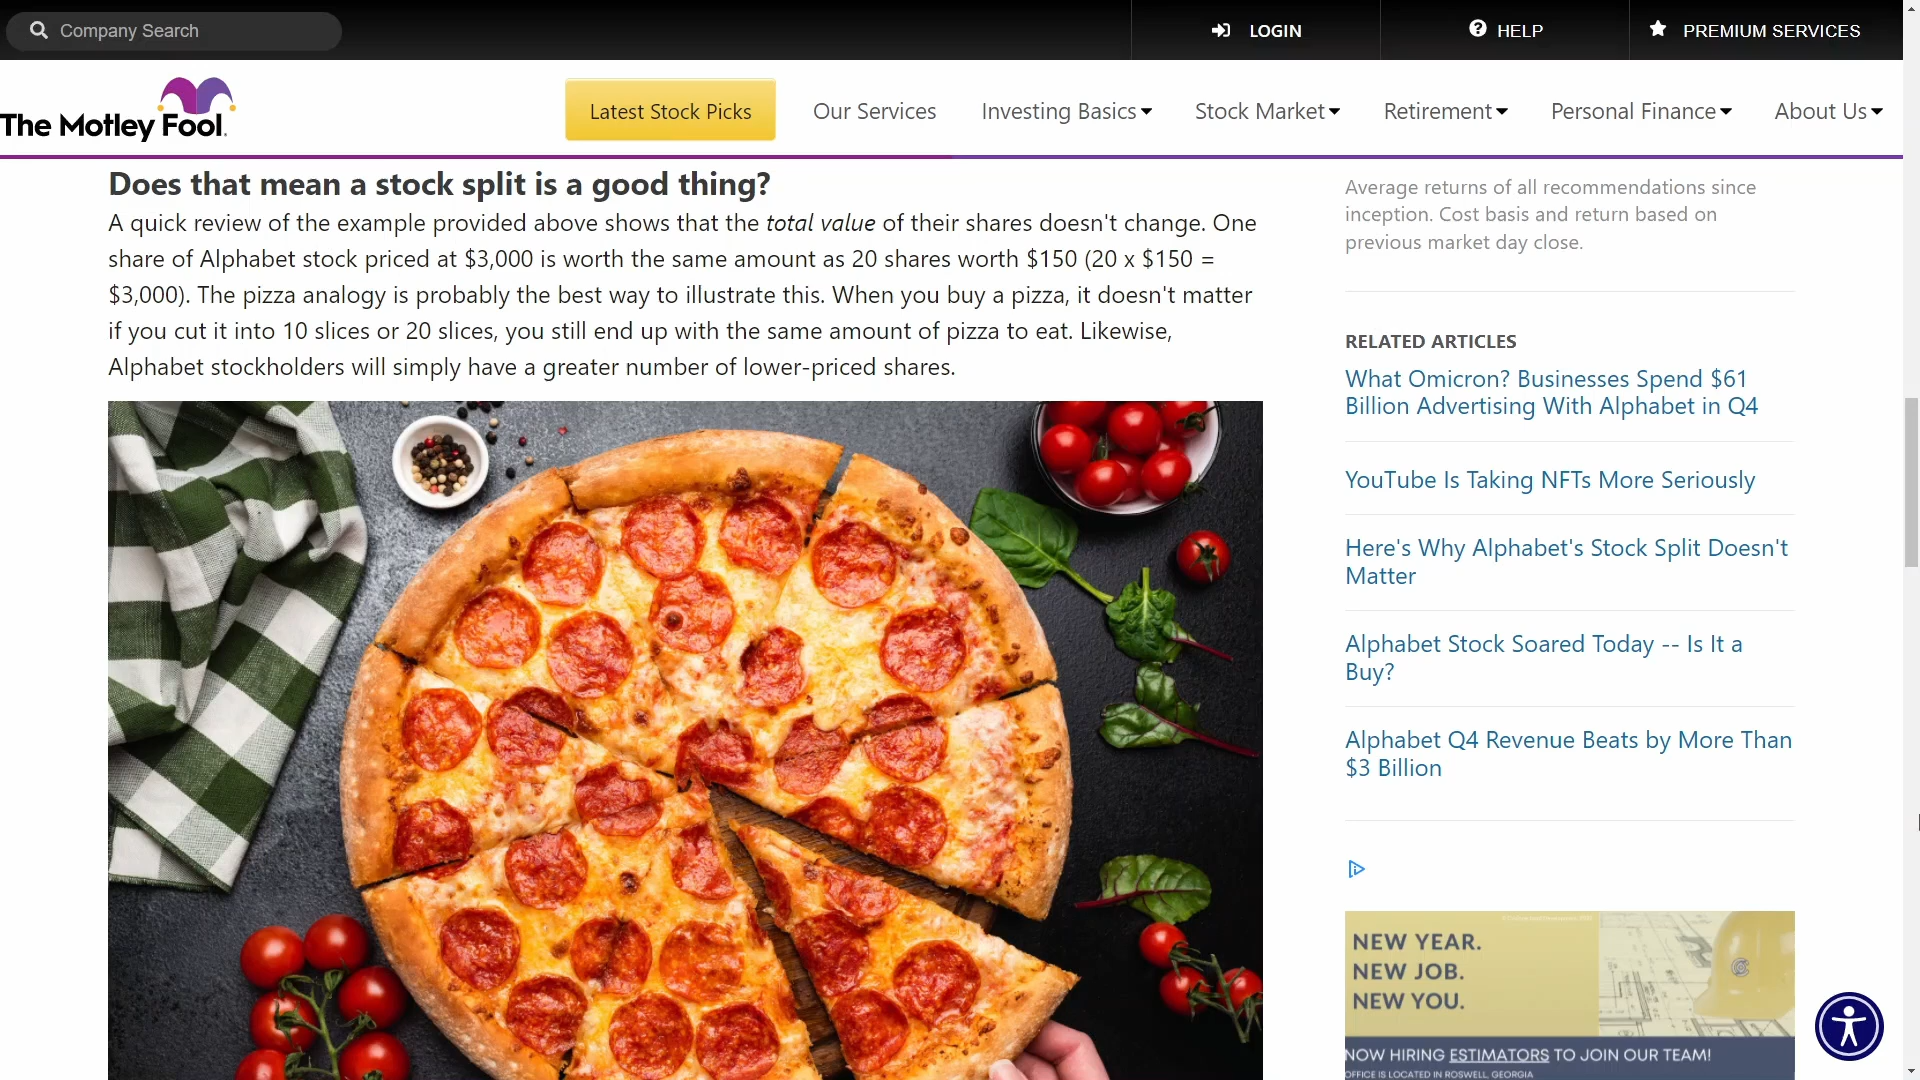 Company Search
LOGIN
HELP
PREMIUM SERVICES
The Motley Fool.
Latest Stock Picks
Our Services
Investing Basics
Stock Market
Retirement
Personal Finance
About Us
Does that mean a stock split is a good thing?
A quick review of the example provided above shows that the total value of their shares doesn't change. One
share of Alphabet stock priced at $3,000 is worth the same amount as 20 shares worth $150 (20 x $150 =
$3,000). The pizza analogy is probably the best way to illustrate this. When you buy a pizza, it doesn't matter
if you cut it into 10 slices or 20 slices, you still end up with the same amount of pizza to eat. Likewise,
Alphabet stockholders will simply have a greater number of lower-priced shares.
Average returns of all recommendations since
inception. Cost basis and return based on
previous market day close.
RELATED ARTICLES
What Omicron? Businesses Spend $61
Billion Advertising With Alphabet in Q4
YouTube Is Taking NFTs More Seriously
Here's Why Alphabet's Stock Split Doesn't
Matter
Alphabet Stock Soared Today -- Is It a
Buy?
Alphabet Q4 Revenue Beats by More Than
$3 Billion
NEW YEAR.
NEW JOB.
NEW YOU.
NOW HIRING ESTIMATORS TO JOIN OUR TEAM!
OFFICE IS LOCATED IN ROSWELL, GEORGIA